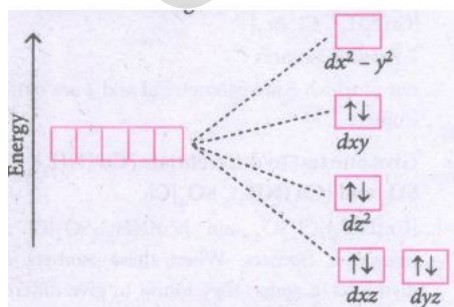 Energy
dx² – y²
↑↓
dxy
↑↓
dz²
↑↓ ↑↓
dxz dyz